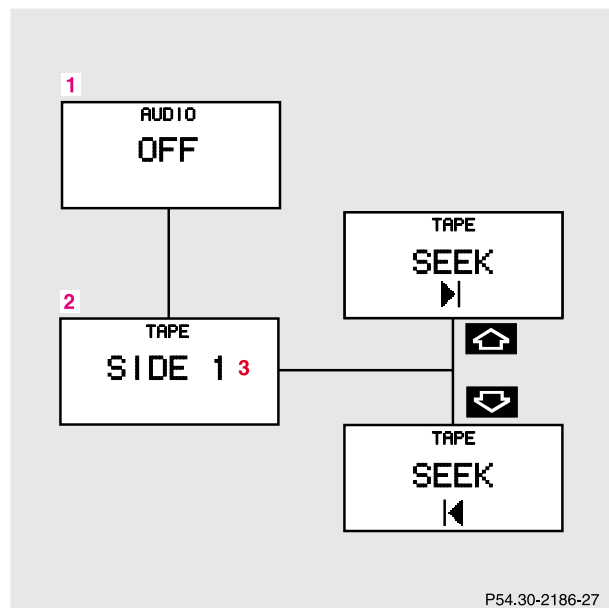 1
AUDIO
OFF
2
TAPE
SIDE 1 3
TAPE
SEEK
TAPE
SEEK
P54.30-2186-27